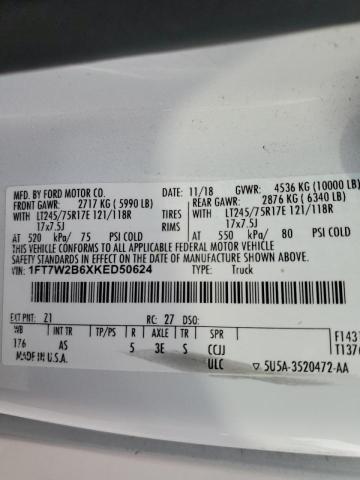 MFD. BY FORD MOTOR CO.
DATE: 11/18 GVWR: 4536 KG (10000 LB)
FRONT GAWR: 2717 KG ( 5990 LB) REAR GAWR: 2876 KG ( 6340 LB)
WITH LT245/75R17E 121/118R TIRES WITH LT245/75R17E 121/118R
17x7.5J RIMS 17x7.5J
AT 520 kPa/ 75 PSI COLD AT 550 kPa/ 80 PSI COLD
THIS VEHICLE CONFORMS TO ALL APPLICABLE FEDERAL MOTOR VEHICLE
SAFETY AND THEFT PREVENTION STANDARDS IN EFFECT ON THE
DATE OF MANUFACTURE SHOWN ABOVE.
VIN: 1FT7W2B6XKED50624 TYPE: Truck
EXT PNT: Z1 RC: 27 DSO:
WB INT TR TP/PS R AXLE TR SPR
176 AS 5 3E S CCJJ
MADE IN U.S.A. ULC 5U5A-3520472-AA